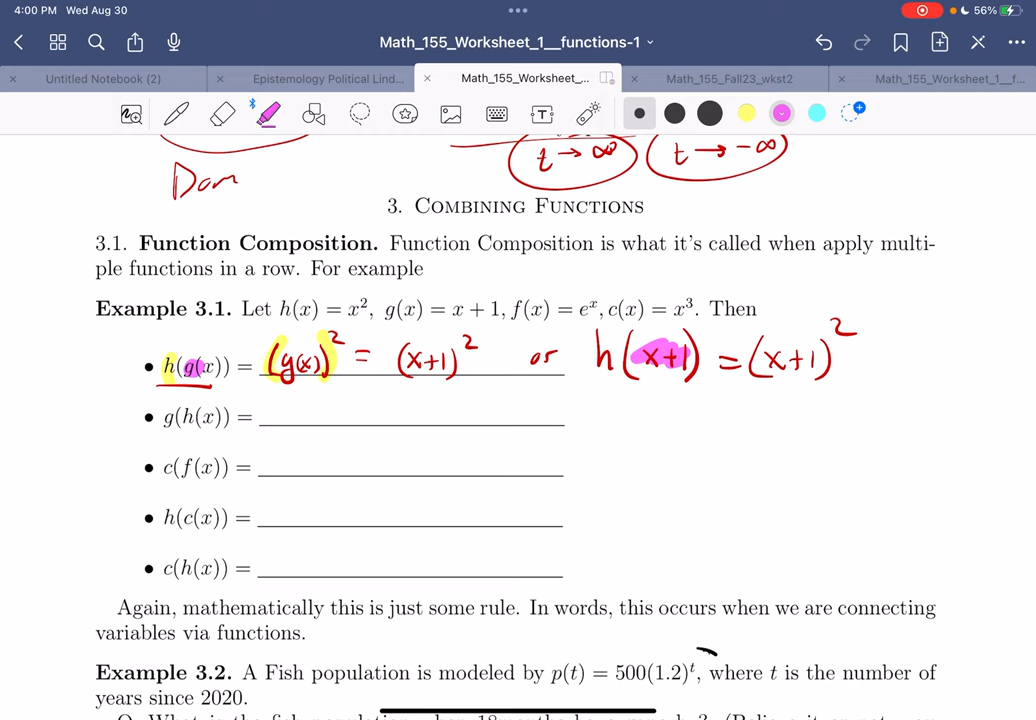 4:00 PM Wed Aug 30
56%
Math_155_Worksheet_1__functions-1
Untitled Notebook (2)
Epistemology Political Lind...
Math_155_Worksheet_...
Math_155_Fall23_wkst2
Math_155_Worksheet_1__f...
t → ∞ t → -∞
Dom
3. COMBINING FUNCTIONS
3.1. Function Composition. Function Composition is what it's called when apply multi-
ple functions in a row. For example
Example 3.1. Let h(x) = x², g(x) = x + 1, f(x) = eˣ, c(x) = x³. Then
• h(g(x)) = (g(x))² = (x+1)² or h(x+1) = (x+1)²
• g(h(x)) =
• c(f(x)) =
• h(c(x)) =
• c(h(x)) =
Again, mathematically this is just some rule. In words, this occurs when we are connecting
variables via functions.
Example 3.2. A Fish population is modeled by p(t) = 500(1.2)ᵗ, where t is the number of
years since 2020.